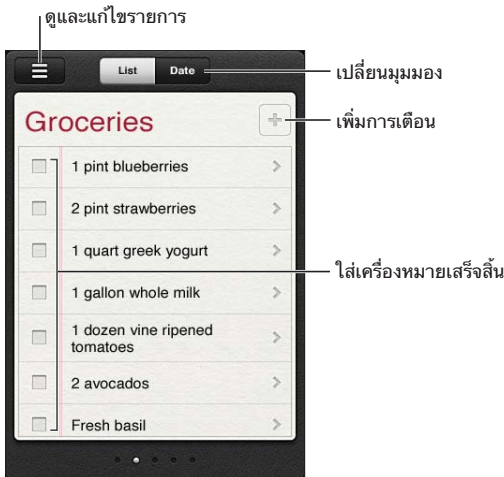 ดูและแก้ไขรายการ
List Date
เปลี่ยนมุมมอง
Groceries
เพิ่มการเตือน
1 pint blueberries
2 pint strawberries
1 quart greek yogurt
ใส่เครื่องหมายเสร็จสิ้น
1 gallon whole milk
1 dozen vine ripened
tomatoes
2 avocados
Fresh basil